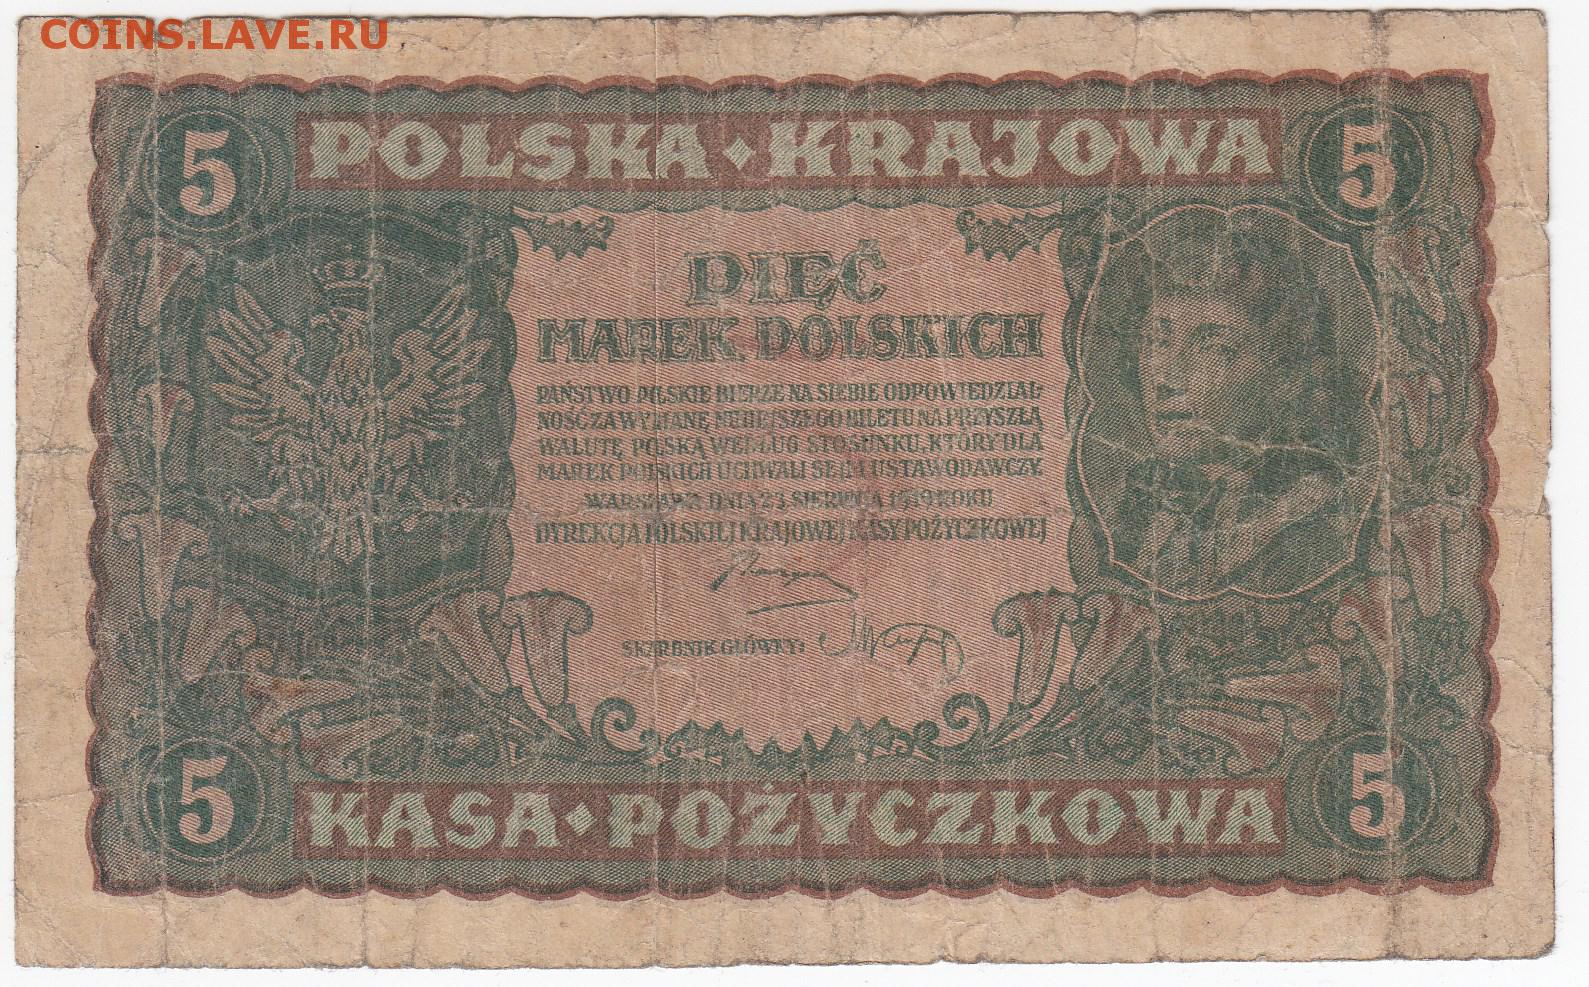 COINS.LAVE.RU
5 POLSKA · KRAJOWA 5
PIĘĆ
MAREK POLSKICH
PAŃSTWO POLSKIE BIERZE NA SIEBIE ODPOWIEDZIAL-
NOŚĆ ZA WYMIANĘ NINIEJSZEGO BILETU NA PRZYSZŁĄ
WALUTĘ POLSKĄ WEDŁUG STOSUNKU, KTÓRY DLA
MAREK POLSKICH UCHWALI SEJM USTAWODAWCZY.
WARSZAWA DNIA 23 SIERPNIA 1919 ROKU
DYREKCJA POLSKIEJ KRAJOWEJ KASY POŻYCZKOWEJ
SKARBNIK GŁÓWNY:
5 KASA · POŻYCZKOWA 5